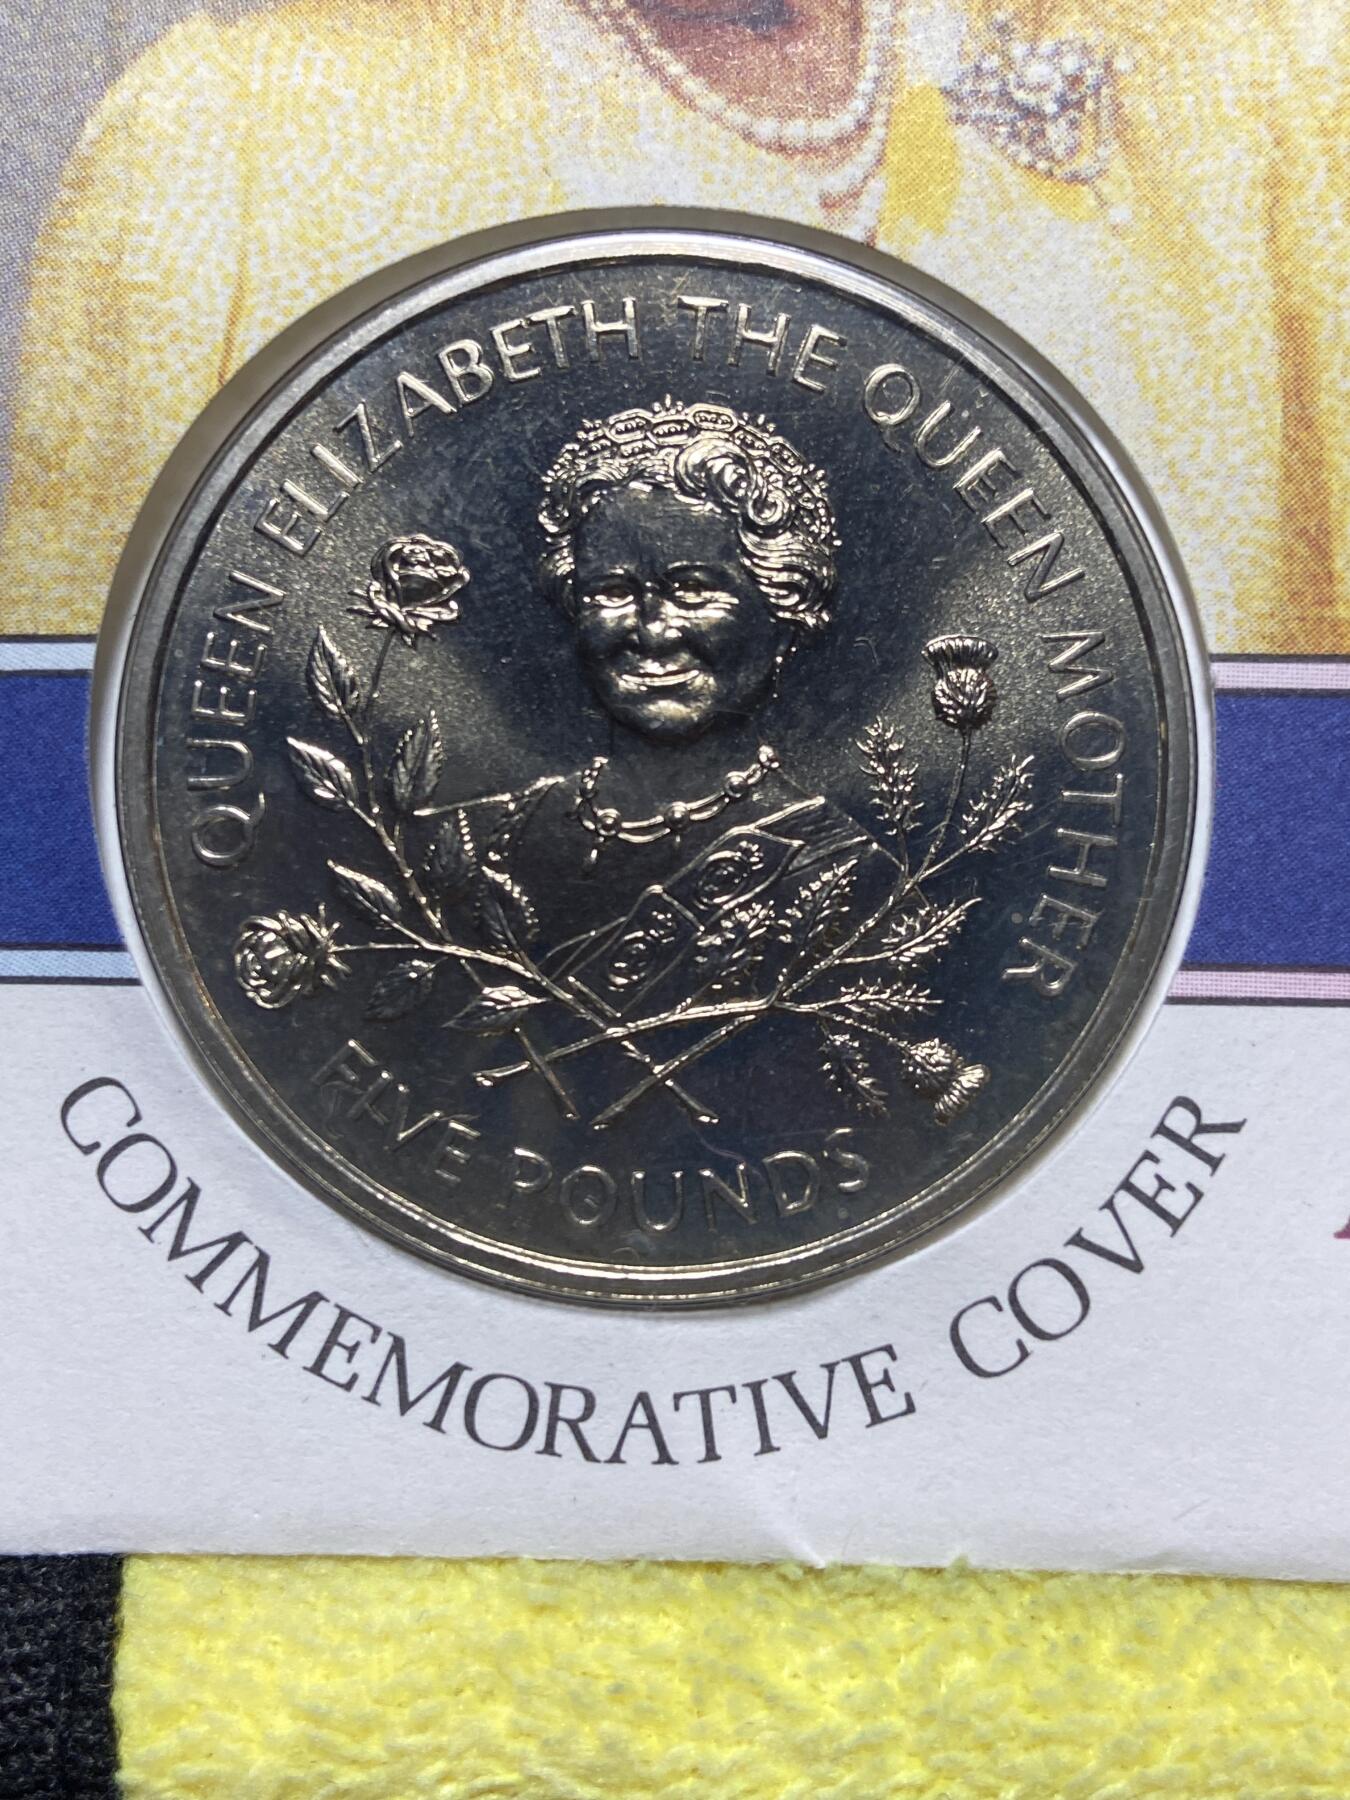 QUEEN ELIZABETH THE QUEEN MOTHER
FIVE POUNDS
COMMEMORATIVE COVER